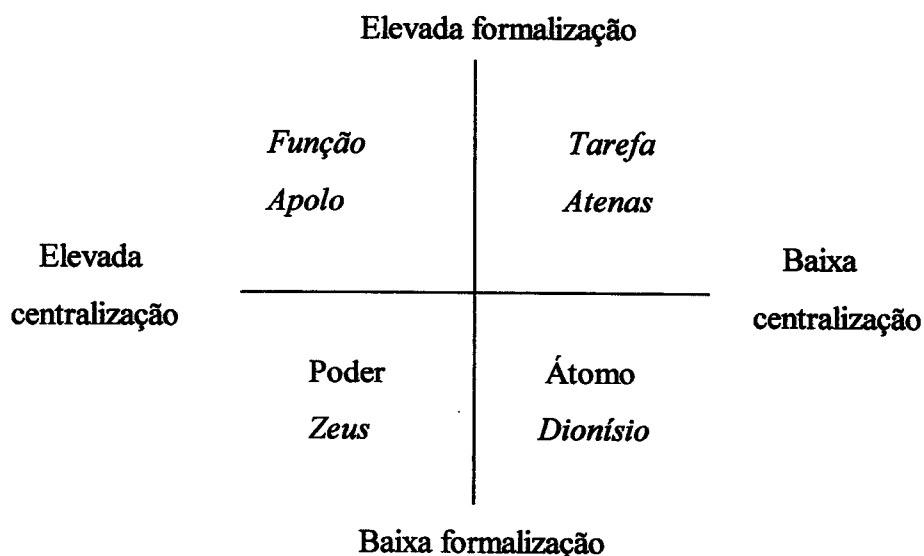 Elevada formalização
Função
Tarefa
Apolo
Atenas
Elevada
centralização
Baixa
centralização
Poder
Átomo
Zeus
Dionísio
Baixa formalização